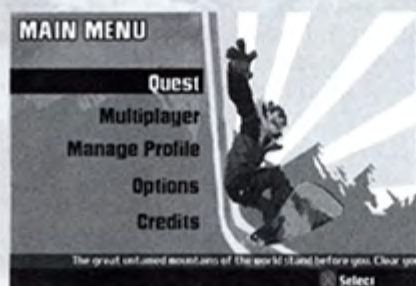 MAIN MENU
Quest
Multiplayer
Manage Profile
Options
Credits
The great untamed mountains of the world stand before you. Clear you
Select